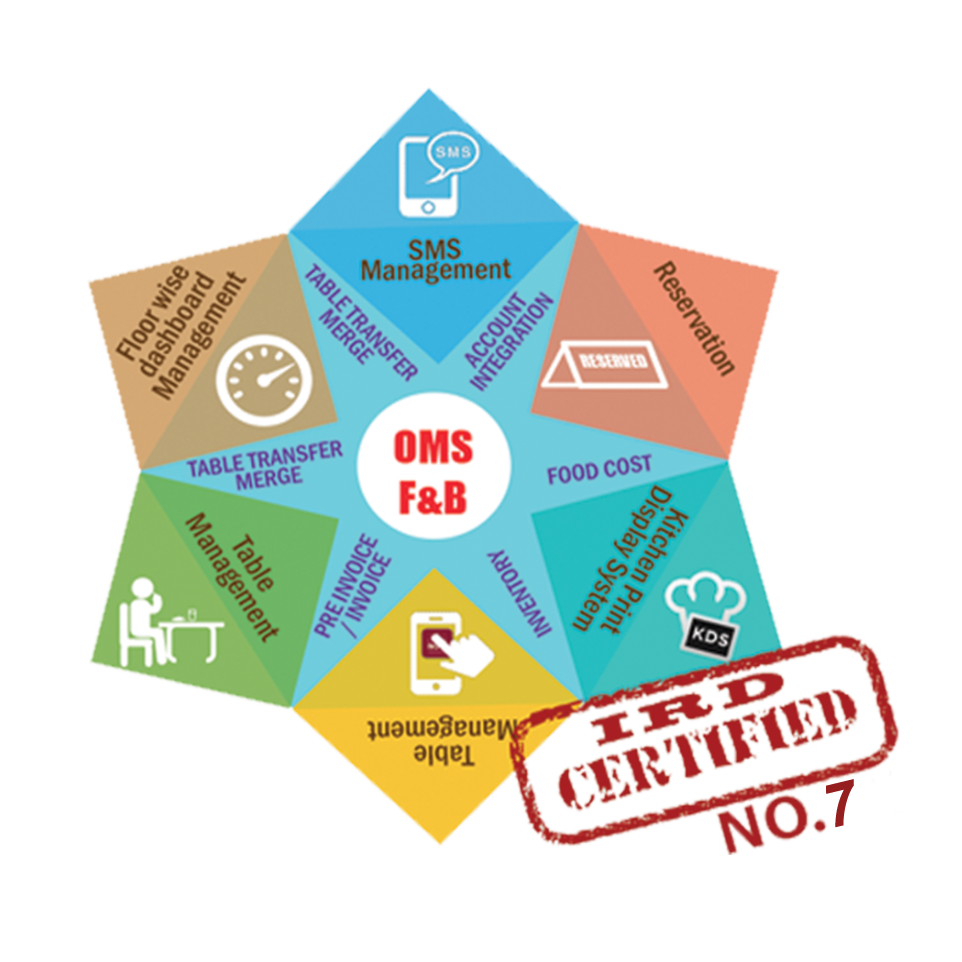 SMS
SMS
Management
Floor wise
dashboard
Management
TABLE TRANSFER
MERGE
ACCOUNT
INTEGRATION
Reservation
RESERVED
OMS
F&B
TABLE TRANSFER
MERGE
FOOD COST
Table
Management
PRE INVOICE
/ INVOICE
INVENTORY
Kitchen Print
Display System
KDS
Table
Management
IRD
CERTIFIED
NO.7